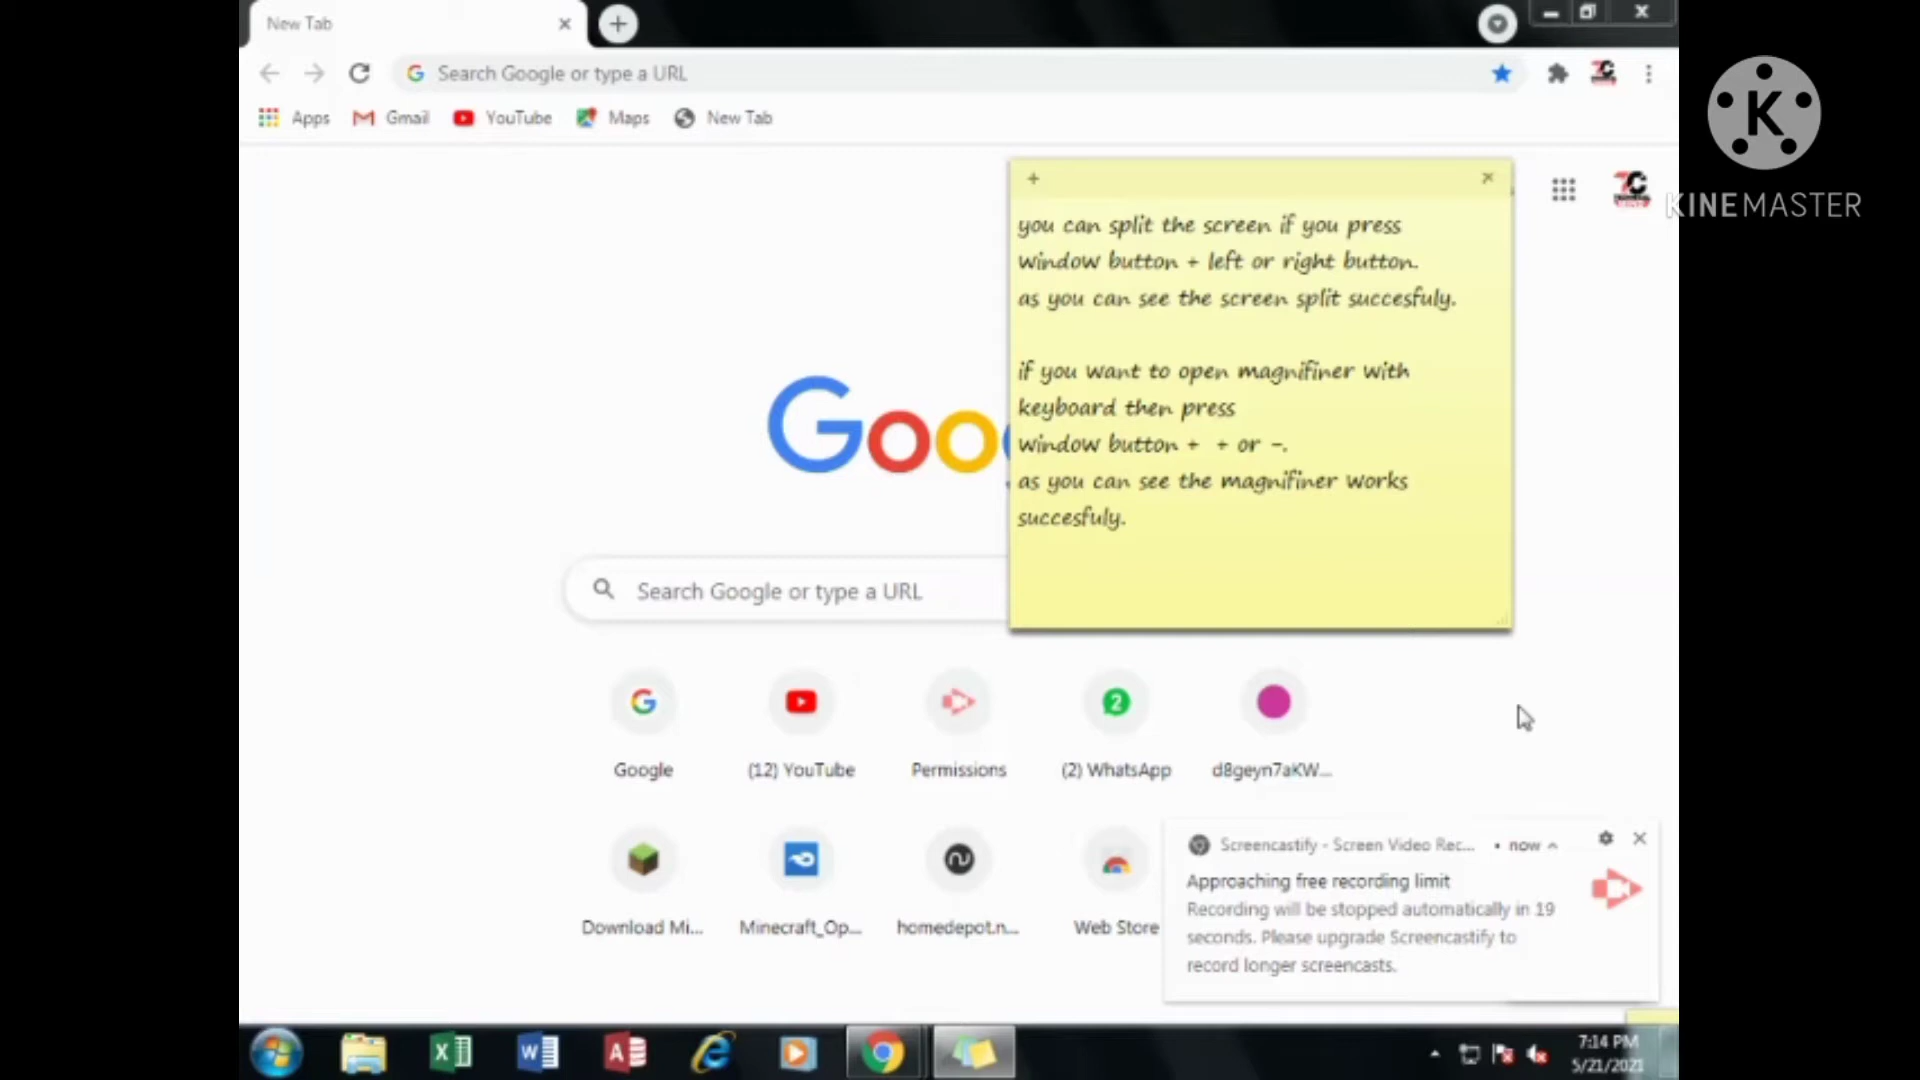 New Tab
Search Google or type a URL
Apps Gmail YouTube Maps New Tab
K
KINEMASTER
you can split the screen if you press
window button + left or right button.
as you can see the screen split succesfuly.
if you want to open magnifiner with
keyboard then press
window button + + or -.
as you can see the magnifiner works
succesfuly.
Goo
Search Google or type a URL
Google (12) YouTube Permissions (2) WhatsApp d8geyn7aKW...
Download Mi... Minecraft_Op... homedepot.n... Web Store
Screencastify - Screen Video Rec... • now
Approaching free recording limit
Recording will be stopped automatically in 19
seconds. Please upgrade Screencastify to
record longer screencasts.
7:14 PM
5/21/2021